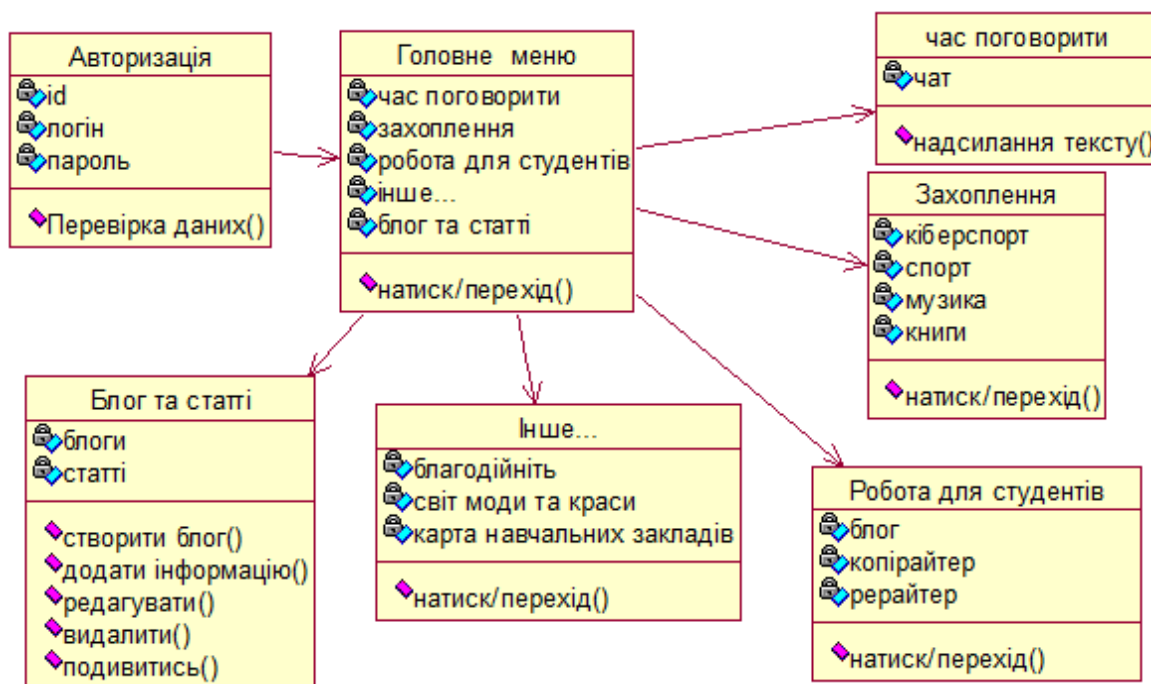 Авторизація
id
логін
пароль
Перевірка даних()
Головне меню
час поговорити
захоплення
робота для студентів
інше...
блог та статті
натиск/перехід()
час поговорити
чат
надсилання тексту()
Захоплення
кіберспорт
спорт
музика
книги
натиск/перехід()
Блог та статті
блоги
статті
створити блог()
додати інформацію()
редагувати()
видалити()
подивитись()
Інше...
благодійніть
світ моди та краси
карта навчальних закладів
натиск/перехід()
Робота для студентів
блог
копірайтер
рерайтер
натиск/перехід()